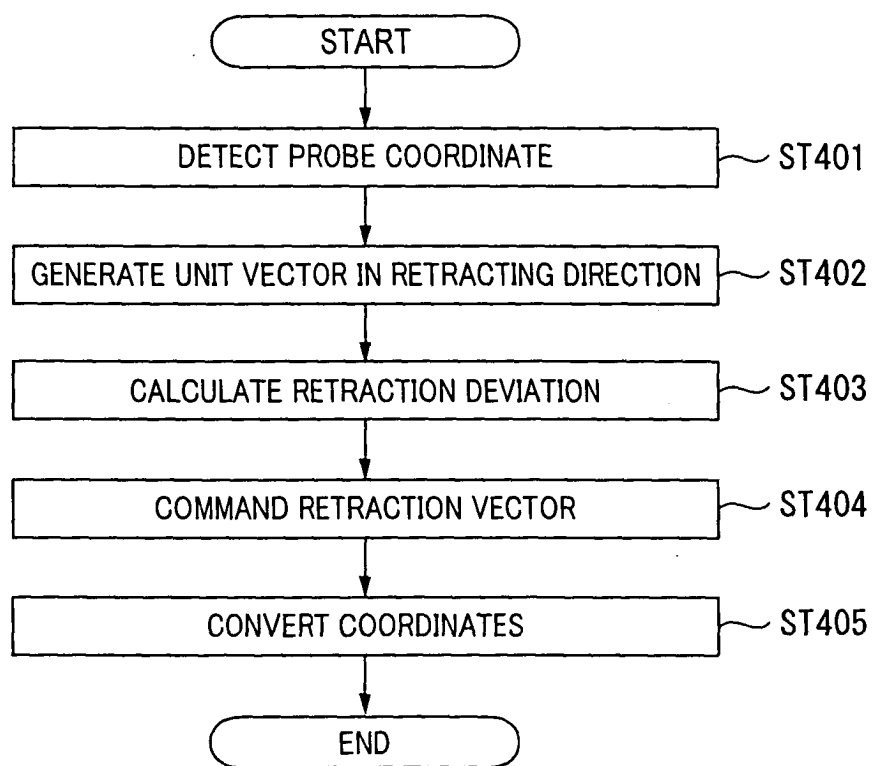 START
DETECT PROBE COORDINATE ST401
GENERATE UNIT VECTOR IN RETRACTING DIRECTION ST402
CALCULATE RETRACTION DEVIATION ST403
COMMAND RETRACTION VECTOR ST404
CONVERT COORDINATES ST405
END